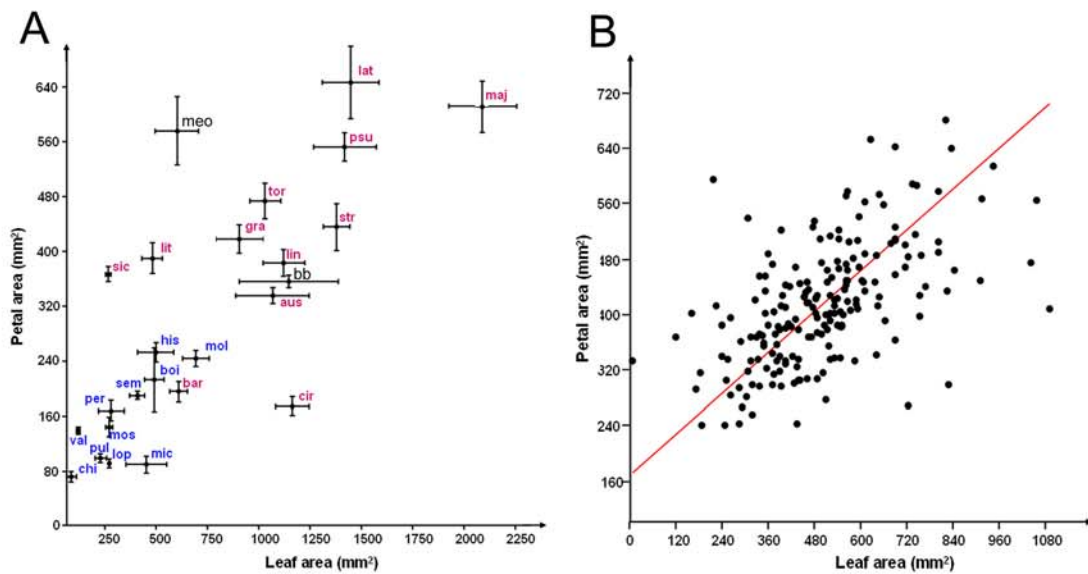 A
B
640
560
480
400
320
240
160
80
0
Petal area (mm²)
250
500
750
1000
1250
1500
1750
2000
2250
Leaf area (mm²)
lat
maj
meo
psu
tor
str
gra
lit
lin
sic
bb
aus
his
mol
boi
sem
bar
per
cir
val
mos
pul
lop
mic
chi
720
640
560
480
400
320
240
160
Petal area (mm²)
0
120
240
360
480
600
720
840
960
1080
Leaf area (mm²)